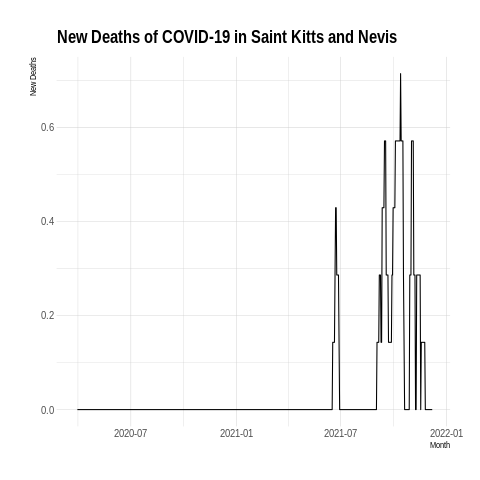 New Deaths of COVID-19 in Saint Kitts and Nevis
New Deaths
0.6
0.4
0.2
0.0
2020-07
2021-01
2021-07
2022-01
Month